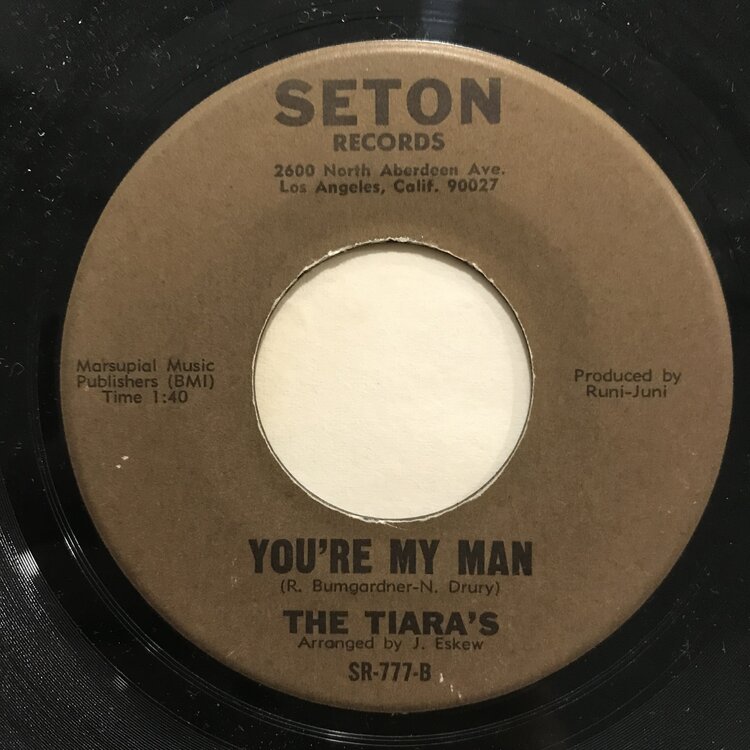 SETON
RECORDS
2600 North Aberdeen Ave.
Los Angeles, Calif. 90027
Marsupial Music
Publishers (BMI)
Time 1:40
Produced by
Runi-Juni
YOU'RE MY MAN
(R. Bumgardner-N. Drury)
THE TIARA'S
Arranged by J. Eskew
SR-777-B